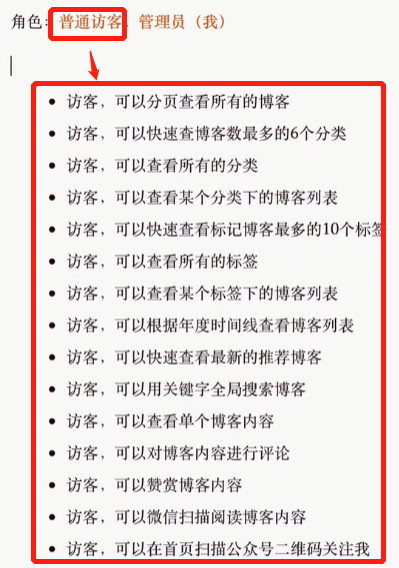 角色：普通访客，管理员（我）
访客，可以分页查看所有的博客
访客，可以快速查博客数最多的6个分类
访客，可以查看所有的分类
访客，可以查看某个分类下的博客列表
访客，可以快速查看标记博客最多的10个标签
访客，可以查看所有的标签
访客，可以查看某个标签下的博客列表
访客，可以根据年度时间线查看博客列表
访客，可以快速查看最新的推荐博客
访客，可以用关键字全局搜索博客
访客，可以查看单个博客内容
访客，可以对博客内容进行评论
访客，可以赞赏博客内容
访客，可以微信扫描阅读博客内容
访客，可以在首页扫描公众号二维码关注我